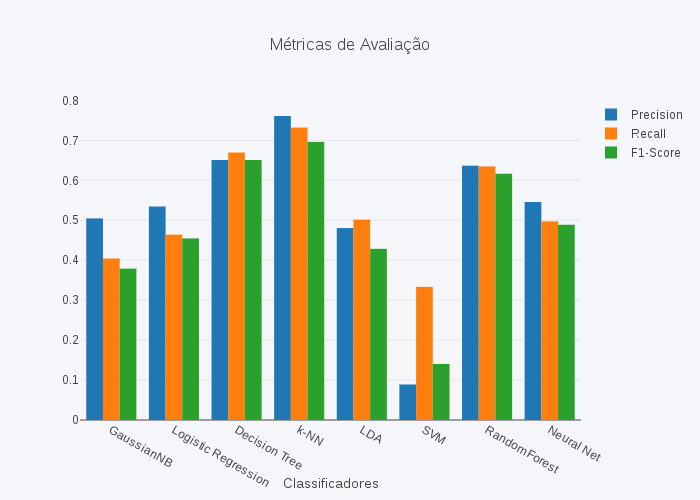 Métricas de Avaliação
0.8
0.7
0.6
0.5
0.4
0.3
0.2
0.1
0
Precision
Recall
F1-Score
GaussianNB
Logistic Regression
Decision Tree
k-NN
LDA
SVM
RandomForest
Neural Net
Classificadores